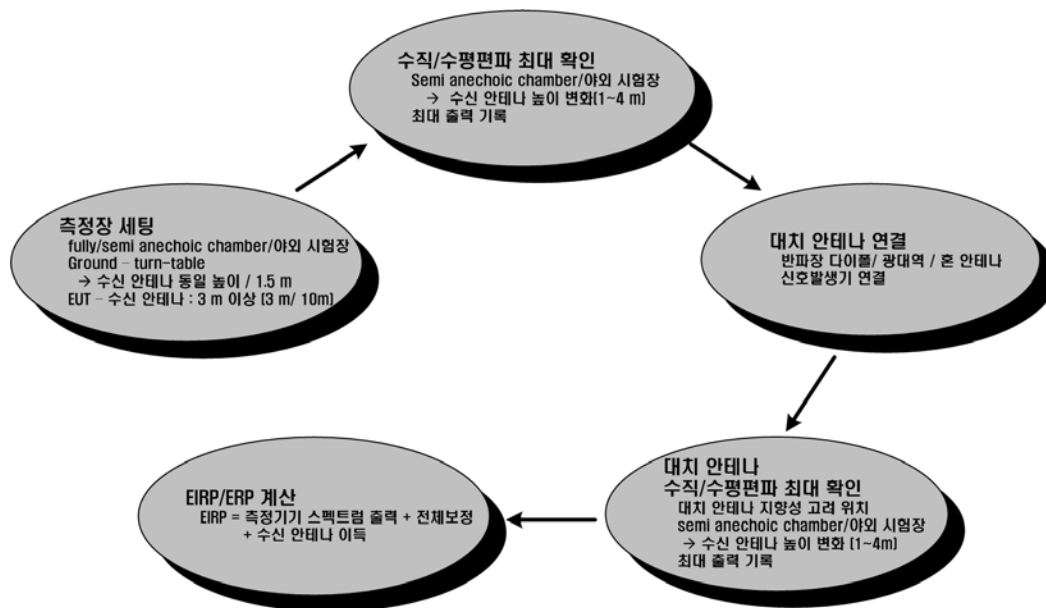 측정장 세팅
fully/semi anechoic chamber/야외 시험장
Ground – turn-table
→ 수신 안테나 동일 높이 / 1.5 m
EUT – 수신 안테나 : 3 m 이상 (3 m/ 10m)
수직/수평편파 최대 확인
Semi anechoic chamber/야외 시험장
→ 수신 안테나 높이 변화(1~4 m)
최대 출력 기록
대치 안테나 연결
반파장 다이폴/ 광대역 / 혼 안테나
신호발생기 연결
대치 안테나
수직/수평편파 최대 확인
대치 안테나 지향성 고려 위치
semi anechoic chamber/야외 시험장
→ 수신 안테나 높이 변화 (1~4m)
최대 출력 기록
EIRP/ERP 계산
EIRP = 측정기기 스펙트럼 출력 + 전체보정
+ 수신 안테나 이득